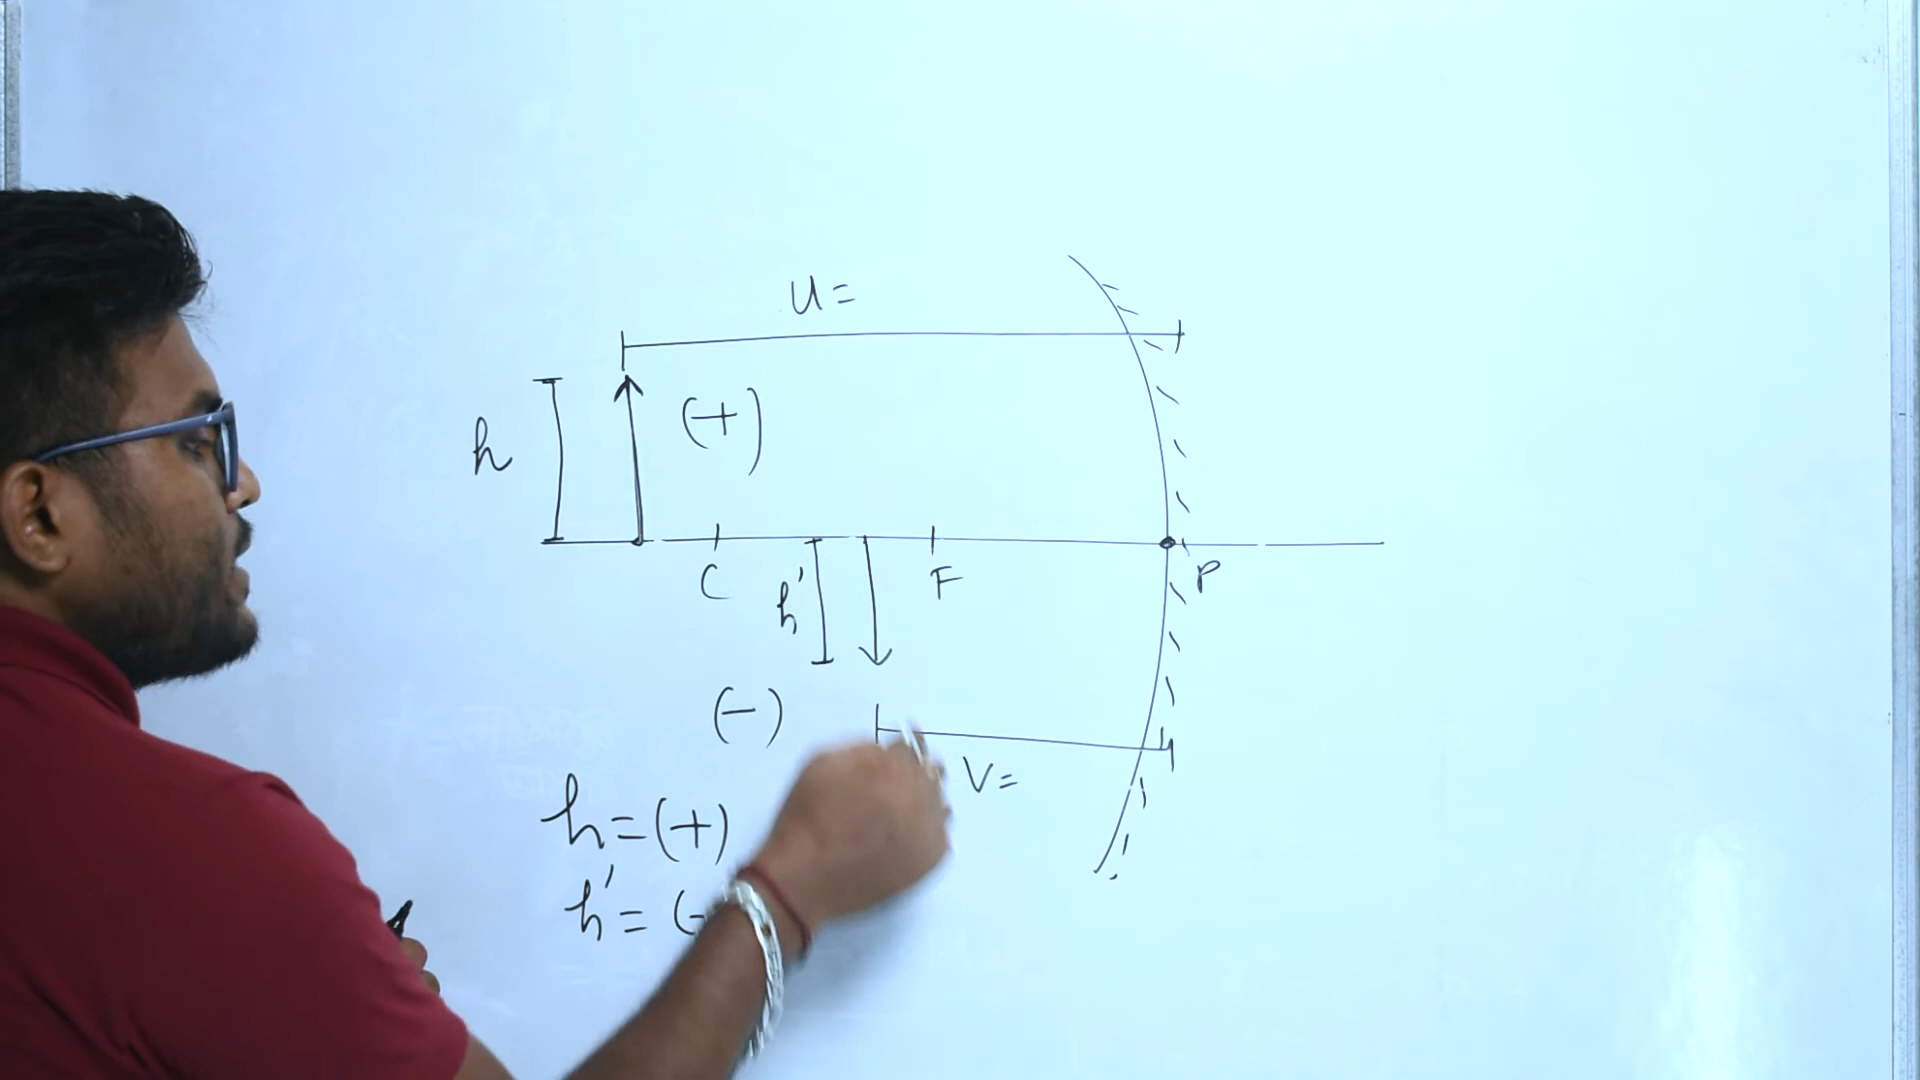 u=
h
(+)
C
h'
F
P
(-)
V=
h=(+)
h'= (-